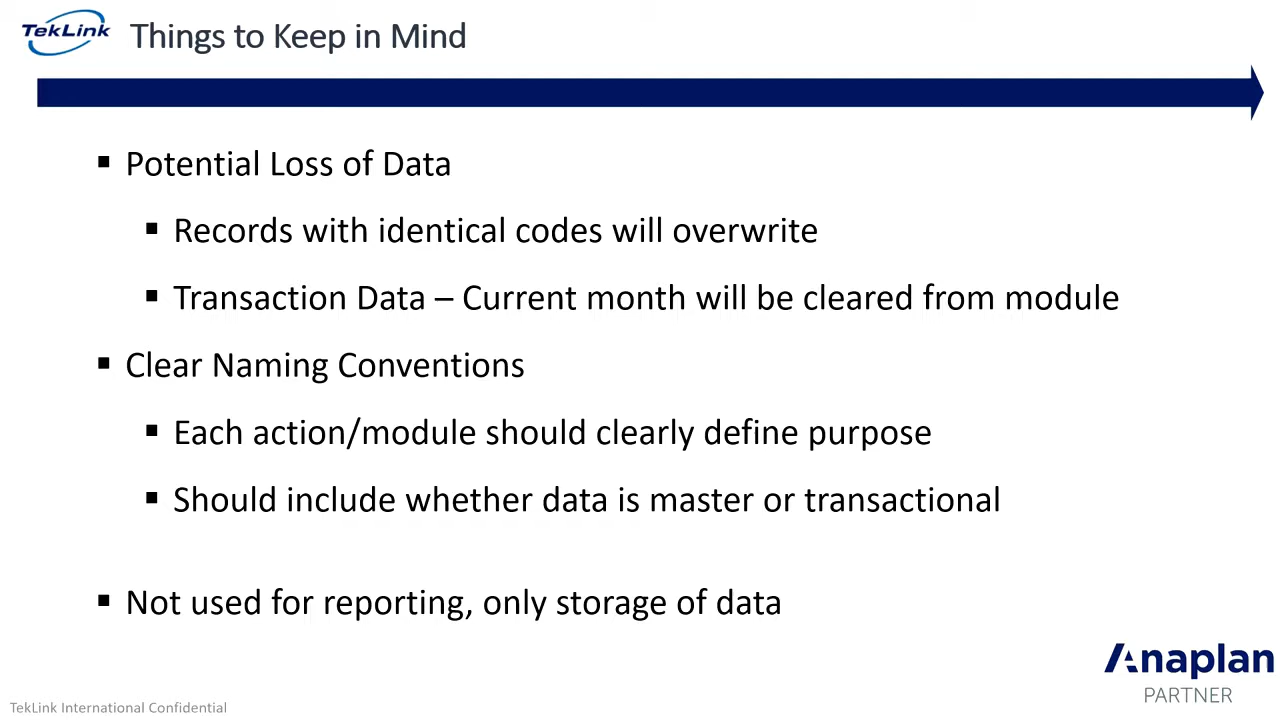 TekLink
Things to Keep in Mind
▪ Potential Loss of Data
▪ Records with identical codes will overwrite
▪ Transaction Data – Current month will be cleared from module
▪ Clear Naming Conventions
▪ Each action/module should clearly define purpose
▪ Should include whether data is master or transactional
▪ Not used for reporting, only storage of data
Anaplan
PARTNER
TekLink International Confidential